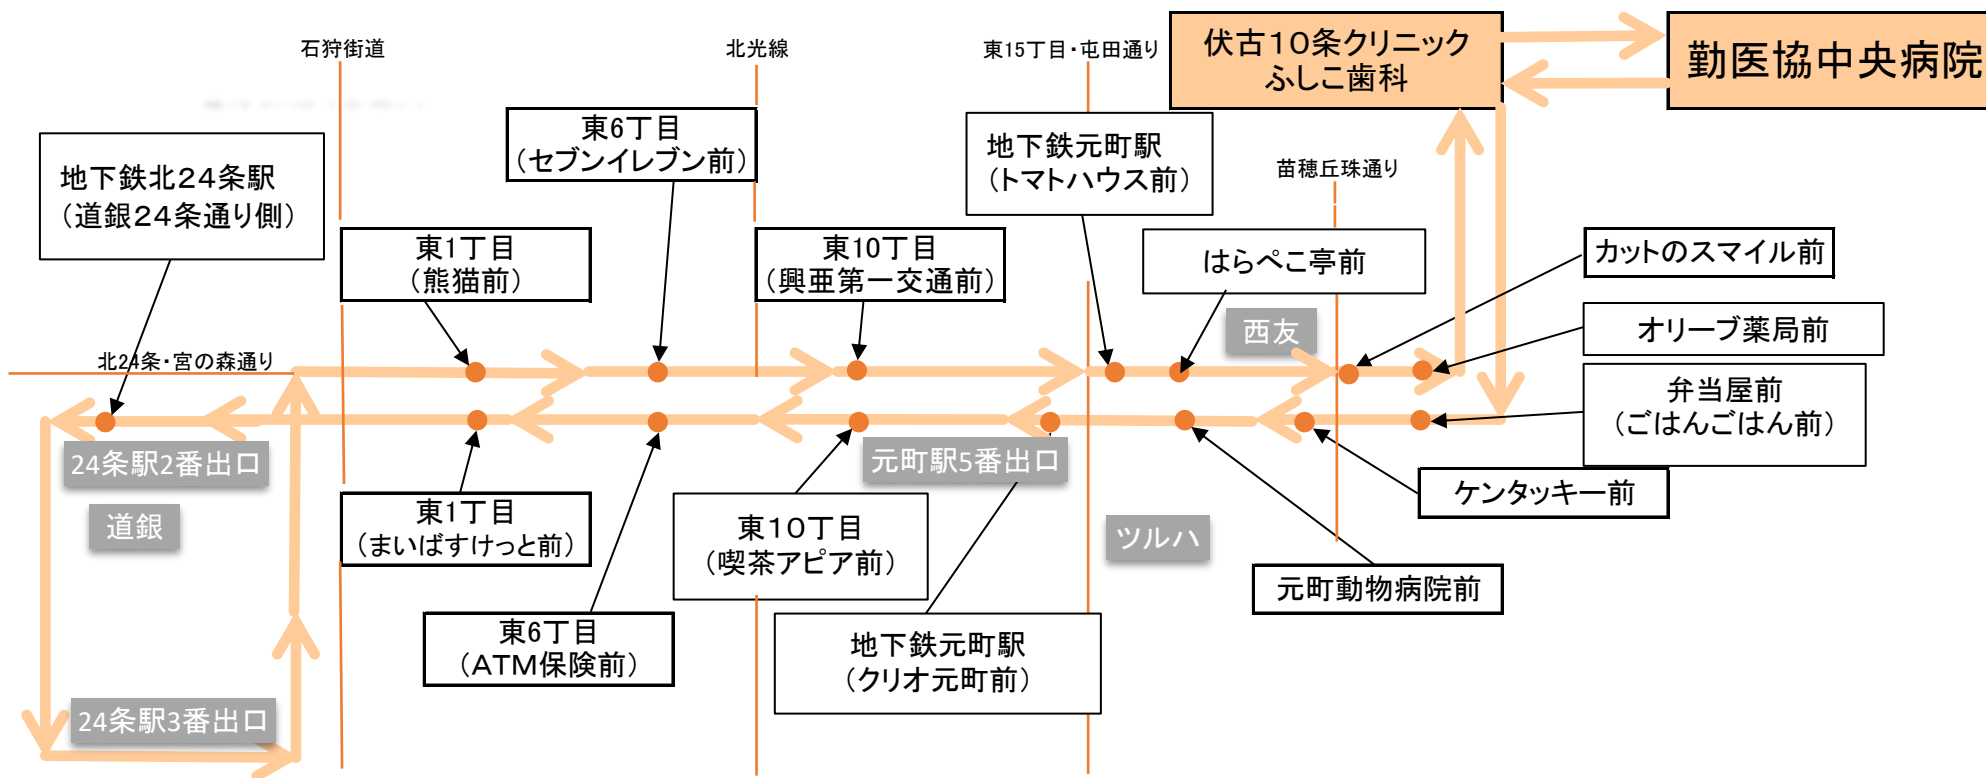 石狩街道
北光線
東15丁目・屯田通り
伏古10条クリニック
ふしこ歯科
勤医協中央病院
東6丁目
（セブンイレブン前）
地下鉄元町駅
（トマトハウス前）
苗穂丘珠通り
地下鉄北24条駅
（道銀24条通り側）
東1丁目
（熊猫前）
東10丁目
（興亜第一交通前）
はらぺこ亭前
カットのスマイル前
西友
オリーブ薬局前
北24条・宮の森通り
弁当屋前
（ごはんごはん前）
24条駅2番出口
元町駅5番出口
ケンタッキー前
道銀
東1丁目
（まいばすけっと前）
東10丁目
（喫茶アピア前）
ツルハ
元町動物病院前
東6丁目
（ATM保険前）
地下鉄元町駅
（クリオ元町前）
24条駅3番出口